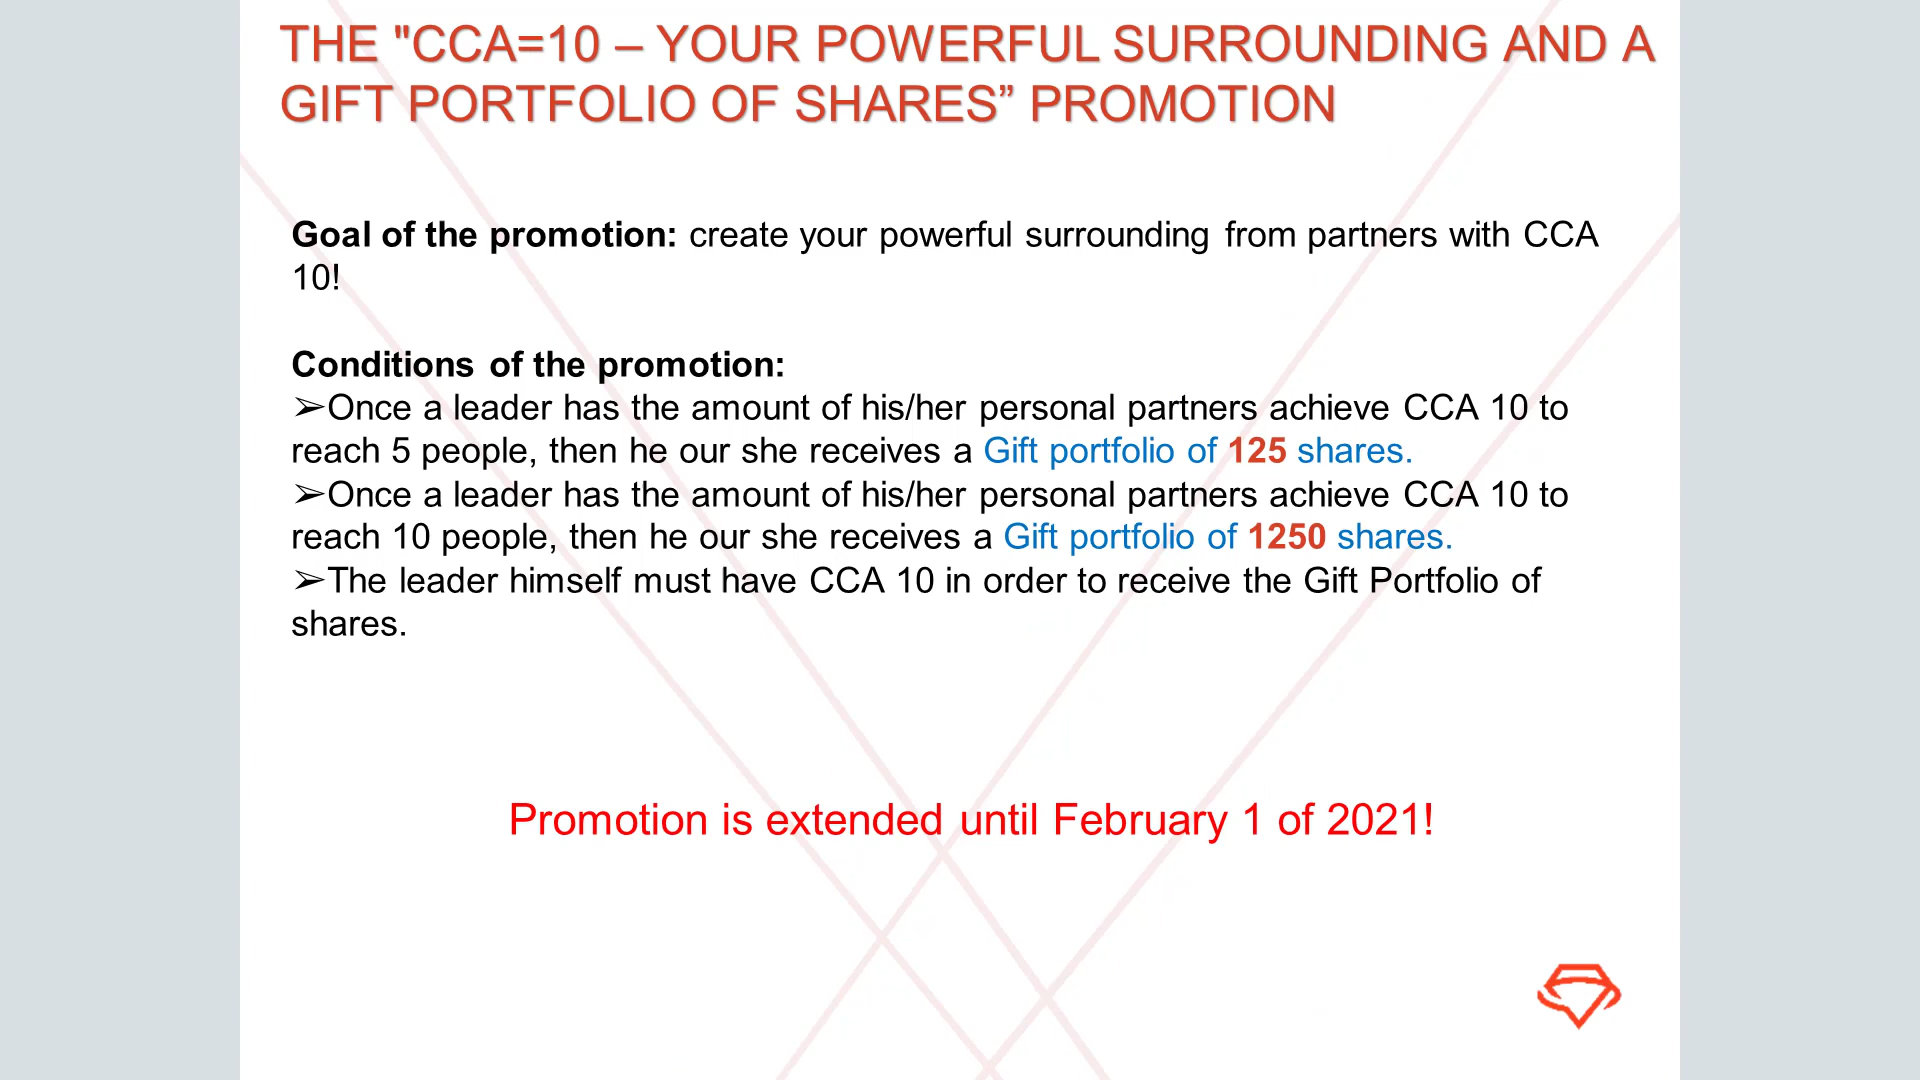 THE "CCA=10 – YOUR POWERFUL SURROUNDING AND A
GIFT PORTFOLIO OF SHARES” PROMOTION
Goal of the promotion: create your powerful surrounding from partners with CCA
10!
Conditions of the promotion:
➢Once a leader has the amount of his/her personal partners achieve CCA 10 to
reach 5 people, then he our she receives a Gift portfolio of 125 shares.
➢Once a leader has the amount of his/her personal partners achieve CCA 10 to
reach 10 people, then he our she receives a Gift portfolio of 1250 shares.
➢The leader himself must have CCA 10 in order to receive the Gift Portfolio of
shares.
Promotion is extended until February 1 of 2021!